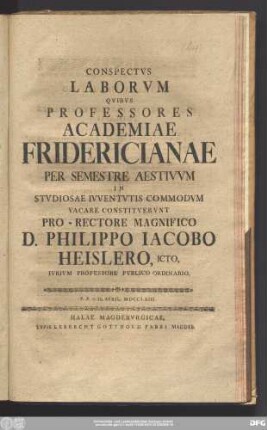 CONSPECTVS
LABORVM
QVIBVS
PROFESSORES
ACADEMIAE
FRIDERICIANAE
PER SEMESTRE AESTIVVM
IN
STVDIOSAE IVVENTVTIS COMMODVM
VACARE CONSTITVERVNT
PRO-RECTORE MAGNIFICO
D. PHILIPPO IACOBO
HEISLERO, ICTO,
IVRIVM PROFESSORE PVBLICO ORDINARIO.
HALAE MAGDEBVRGICAE,
DFG